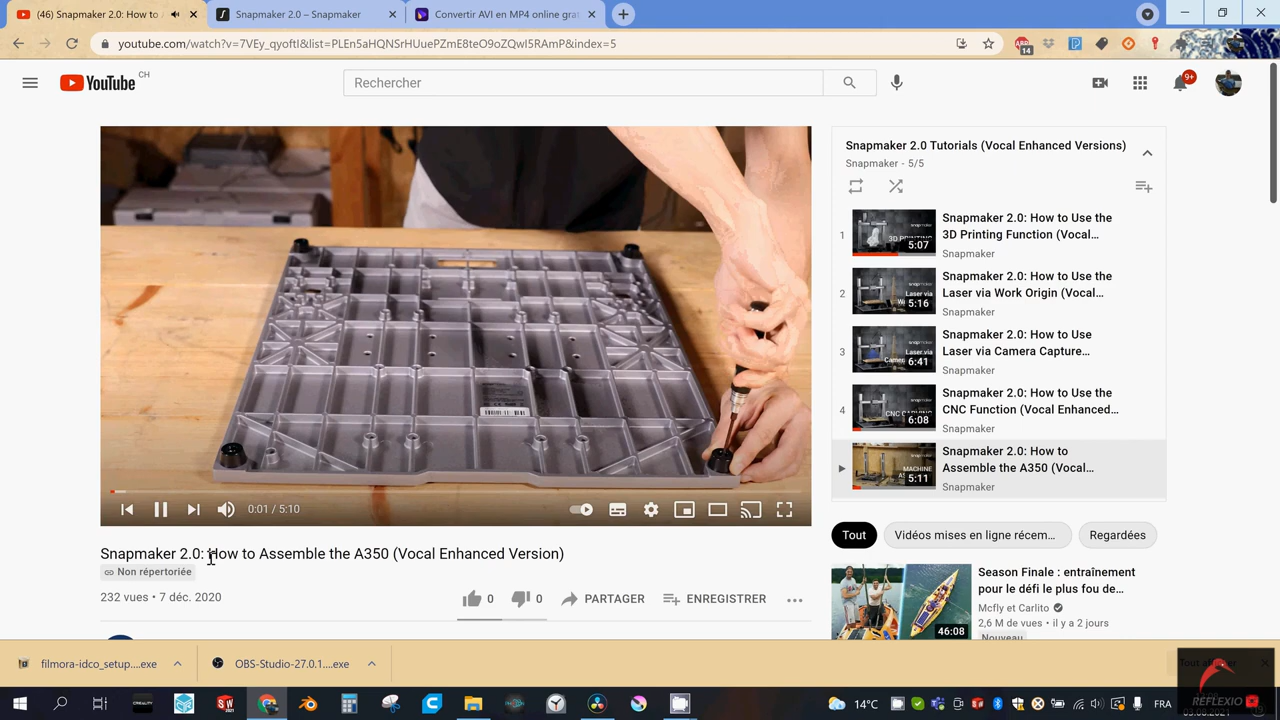 (46) Snapmaker 2.0: How to
Snapmaker 2.0 – Snapmaker
Convertir AVI en MP4 online gra
youtube.com/watch?v=7VEy_qyoftI&list=PLEn5aHQNSrHUuePZmE8teO9oZQwI5RAmP&index=5
14
YouTube CH
Rechercher
9+
Snapmaker 2.0 Tutorials (Vocal Enhanced Versions)
Snapmaker - 5/5
1
5:07
Snapmaker 2.0: How to Use the
3D Printing Function (Vocal...
Snapmaker
2
5:16
Snapmaker 2.0: How to Use the
Laser via Work Origin (Vocal...
Snapmaker
3
6:41
Snapmaker 2.0: How to Use
Laser via Camera Capture...
Snapmaker
4
6:08
Snapmaker 2.0: How to Use the
CNC Function (Vocal Enhanced...
Snapmaker
MACHINE
5:11
Snapmaker 2.0: How to
Assemble the A350 (Vocal...
Snapmaker
0:01 / 5:10
Snapmaker 2.0: How to Assemble the A350 (Vocal Enhanced Version)
Non répertoriée
232 vues • 7 déc. 2020
0
0
PARTAGER
ENREGISTRER
Tout
Vidéos mises en ligne récem...
Regardées
46:08
Season Finale : entraînement
pour le défi le plus fou de...
Mcfly et Carlito
2,6 M de vues • il y a 2 jours
Nouveau
filmora-idco_setup....exe
OBS-Studio-27.0.1....exe
14°C
FRA
REFLEXIO
03.08.2021